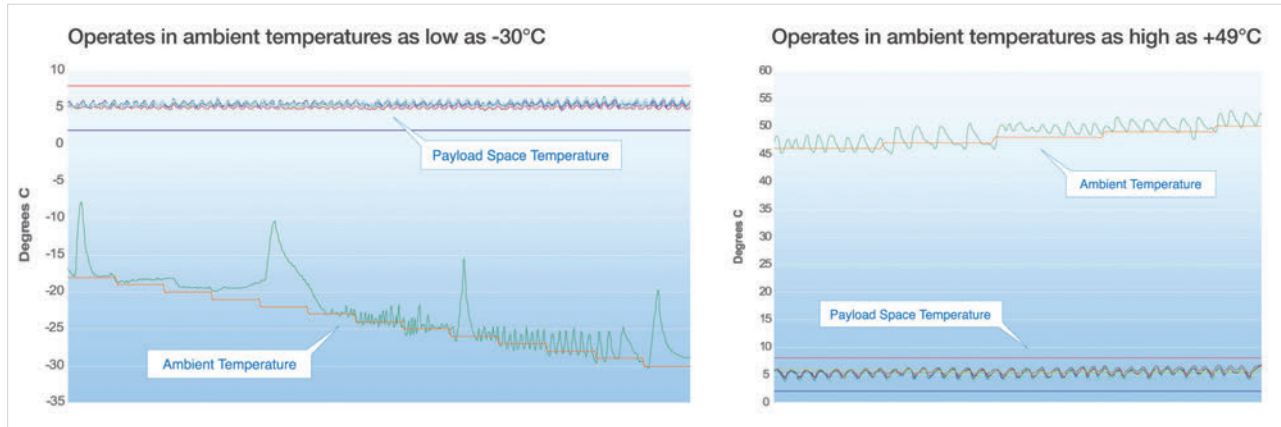 Operates in ambient temperatures as low as -30°C
10
5
0
-5
-10
-15
-20
-25
-30
-35
Degrees C
Payload Space Temperature
Ambient Temperature
Operates in ambient temperatures as high as +49°C
60
55
50
45
40
35
30
25
20
15
10
5
0
Degrees C
Ambient Temperature
Payload Space Temperature